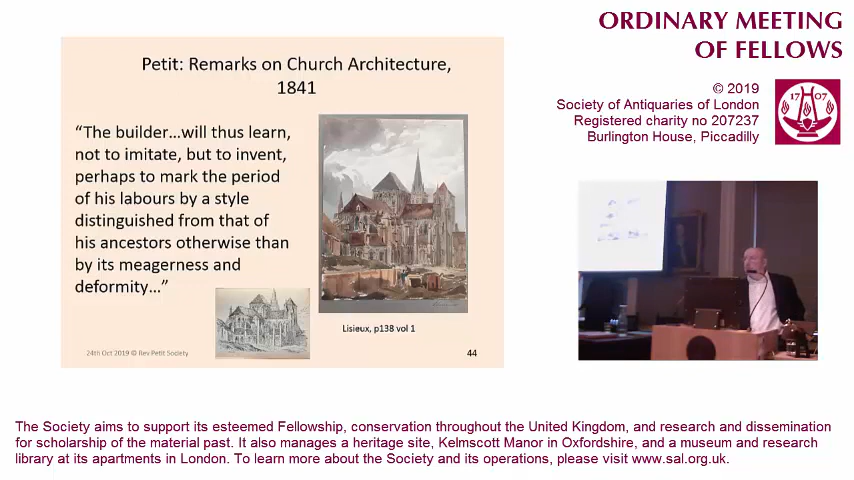 ORDINARY MEETING
OF FELLOWS
© 2019
Society of Antiquaries of London
Registered charity no 207237
Burlington House, Piccadilly
17 07
Petit: Remarks on Church Architecture,
1841
“The builder…will thus learn,
not to imitate, but to invent,
perhaps to mark the period
of his labours by a style
distinguished from that of
his ancestors otherwise than
by its meagerness and
deformity…”
Lisieux, p138 vol 1
24th Oct 2019 © Rev Petit Society
44
The Society aims to support its esteemed Fellowship, conservation throughout the United Kingdom, and research and dissemination
for scholarship of the material past. It also manages a heritage site, Kelmscott Manor in Oxfordshire, and a museum and research
library at its apartments in London. To learn more about the Society and its operations, please visit www.sal.org.uk.